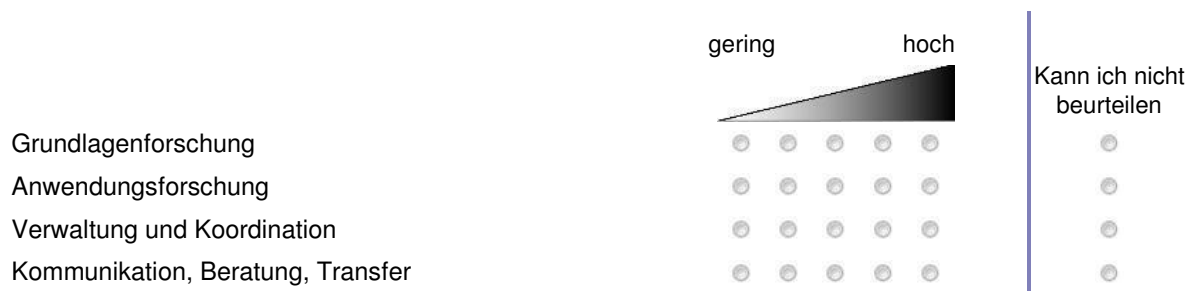 gering hoch
Kann ich nicht
beurteilen
Grundlagenforschung
Anwendungsforschung
Verwaltung und Koordination
Kommunikation, Beratung, Transfer